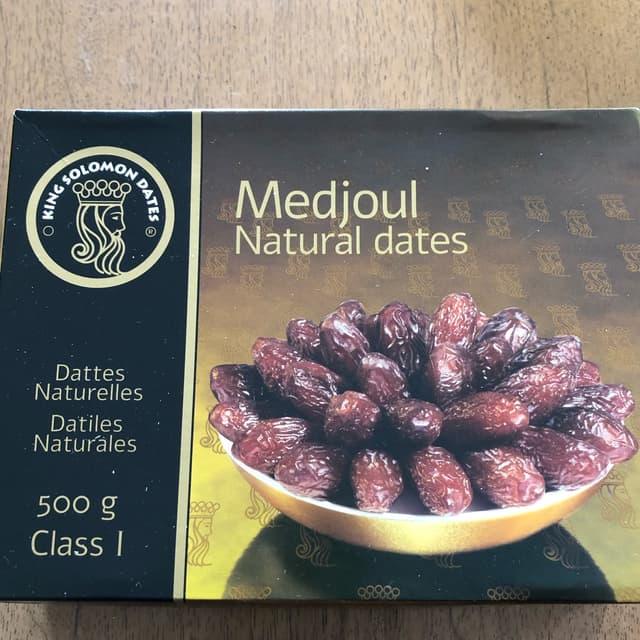 KING SOLOMON DATES
®
Medjoul
Natural dates
Dattes
Naturelles
Datiles
Naturales
500 g
Class I